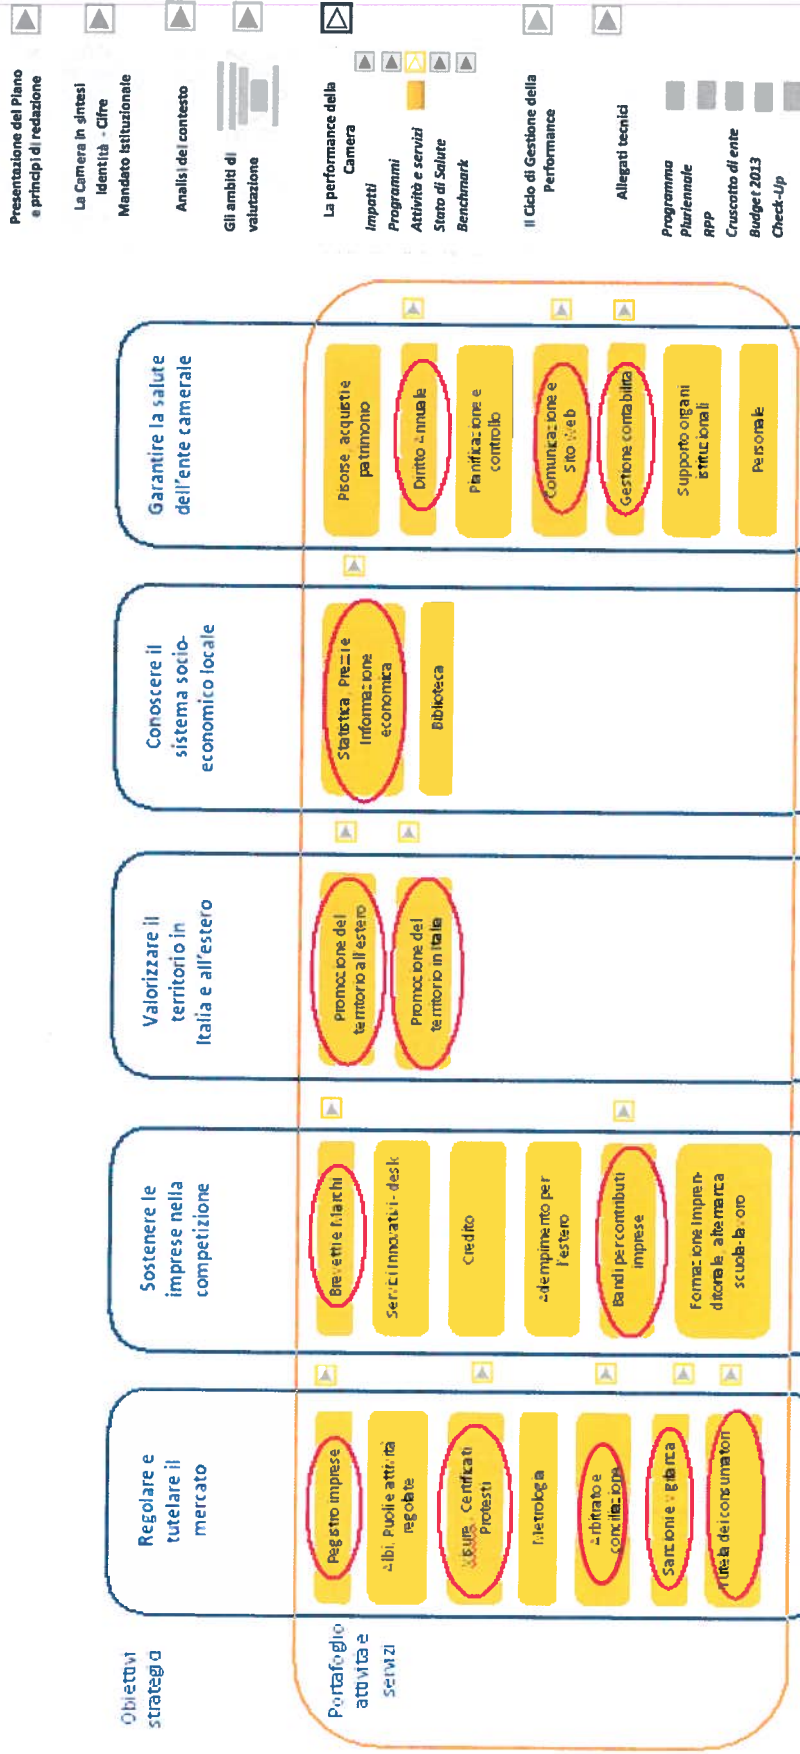 Obiettivi
strategici
Regolare e
tutelare il
mercato
Sostenere le
imprese nella
competizione
Valorizzare il
territorio in
Italia e all'estero
Conoscere il
sistema socio-
economico locale
Garantire la salute
dell'ente camerale
Portafoglio
attività e
servizi
Registro imprese
Albi, Ruoli e attività
regolate
Visure, Certificati
Protesti
Metrologia
Arbitrato e
conciliazione
Sanzioni e vigilanza
Tutela dei consumatori
Brevetti e Marchi
Servizi Innovativi - desk
Credito
Adempimento per
l'estero
Bandi per contributi
imprese
Formazione impren-
ditoriale, alternanza
scuola-lavoro
Promozione del
territorio all'estero
Promozione del
territorio in Italia
Statistica, Prezzi e
Informazione
economica
Biblioteca
Risorse, acquisti e
patrimonio
Diritto Annuale
Pianificazione e
controllo
Comunicazione e
Sito Web
Gestione contabilità
Supporto organi
istituzionali
Personale
Presentazione del Piano
e principi di redazione
La Camera in sintesi
Identità - Cifre
Mandato Istituzionale
Analisi del contesto
Gli ambiti di
valutazione
La performance della
Camera
Impatti
Programmi
Attività e servizi
Stato di Salute
Benchmark
Il Ciclo di Gestione della
Performance
Allegati tecnici
Programma
Pluriennale
RPP
Cruscotto di ente
Budget 2013
Check-Up